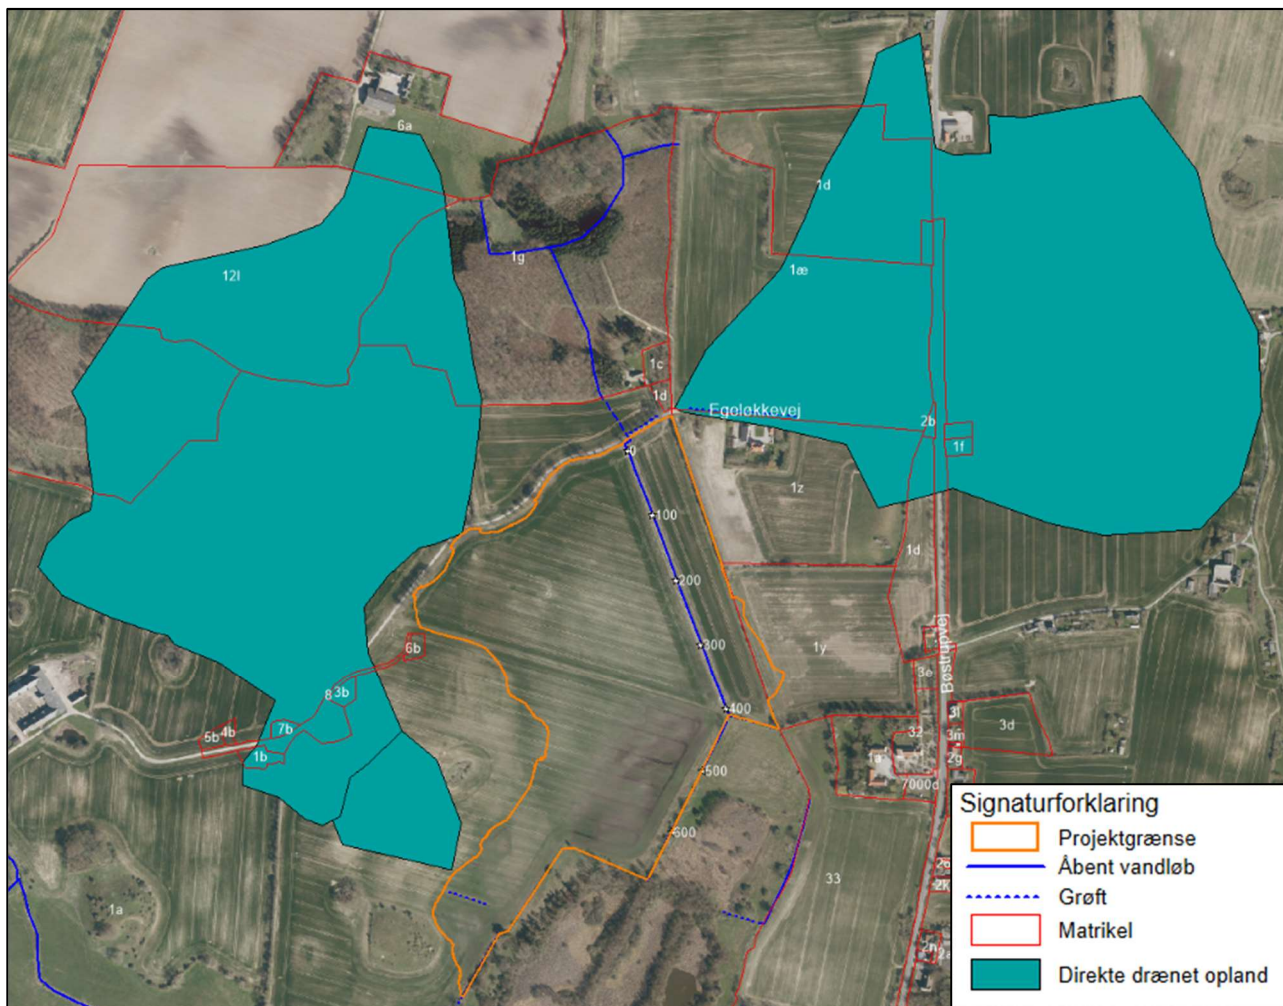 6a
1d
12l
1g
1æ
1c
1d
Egeløkkevej
2b
1f
0
1z
100
1d
200
300
1y
6b
Bøstrupvej
3e
8
3b
400
3l
3d
4b
7b
5b
32
3m
1b
1a
2g
500
7000d
600
33
1a
Signaturforklaring
Projektgrænse
Åbent vandløb
Grøft
Matrikel
Direkte drænet opland